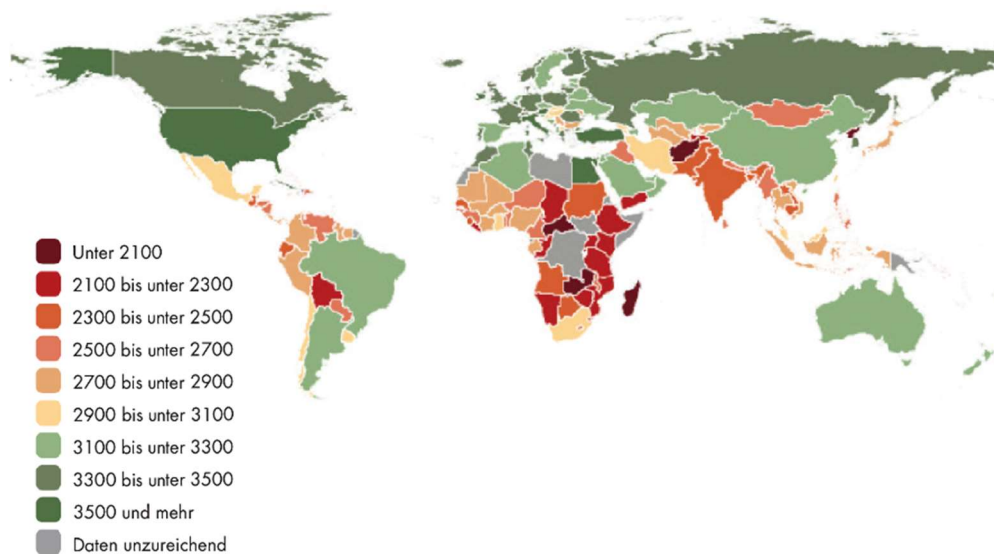 Unter 2100
2100 bis unter 2300
2300 bis unter 2500
2500 bis unter 2700
2700 bis unter 2900
2900 bis unter 3100
3100 bis unter 3300
3300 bis unter 3500
3500 und mehr
Daten unzureichend